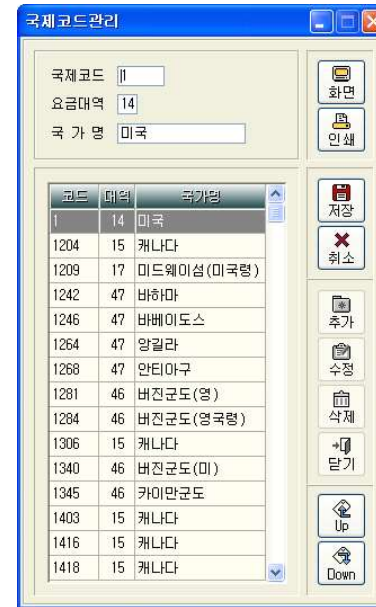 국제코드관리
국제코드 1
요금대역 14
국 가 명 미국
화면
인쇄
코드 대역 국가명
1 14 미국
1204 15 캐나다
1209 17 미드웨이섬(미국령)
1242 47 바하마
1246 47 바베이도스
1264 47 앙길라
1268 47 안티아구
1281 46 버진군도(영)
1284 46 버진군도(영국령)
1306 15 캐나다
1340 46 버진군도(미)
1345 46 카이만군도
1403 15 캐나다
1416 15 캐나다
1418 15 캐나다
저장
취소
추가
수정
삭제
닫기
Up
Down